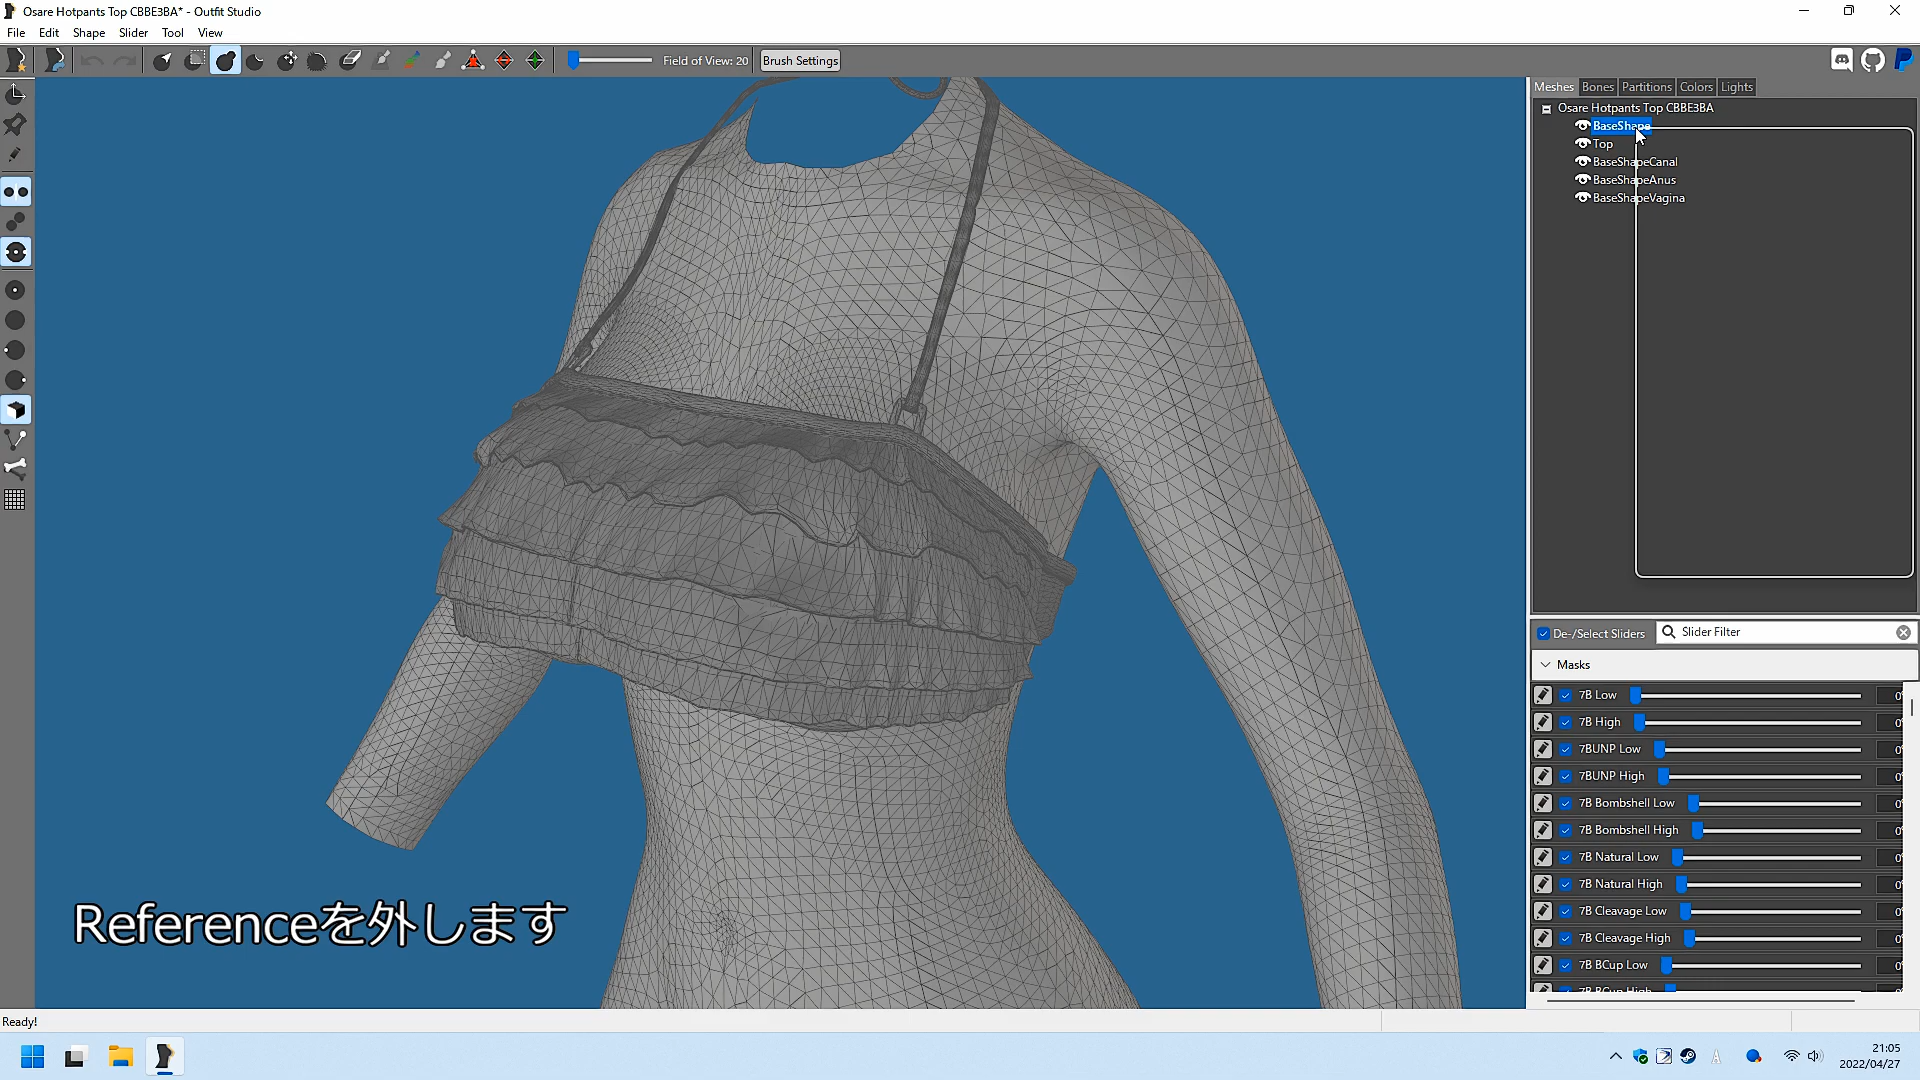 Osare Hotpants Top CBBE3BA* - Outfit Studio
File Edit Shape Slider Tool View
Field of View: 20
Brush Settings
Meshes Bones Partitions Colors Lights
Osare Hotpants Top CBBE3BA
BaseShape
Top
BaseShapeCanal
BaseShapeAnus
BaseShapeVagina
De-/Select Sliders
Slider Filter
Masks
7B Low
7B High
7BUNP Low
7BUNP High
7B Bombshell Low
7B Bombshell High
7B Natural Low
7B Natural High
7B Cleavage Low
7B Cleavage High
7B BCup Low
7B BCup High
Referenceを外します
Ready!
21:05
2022/04/27